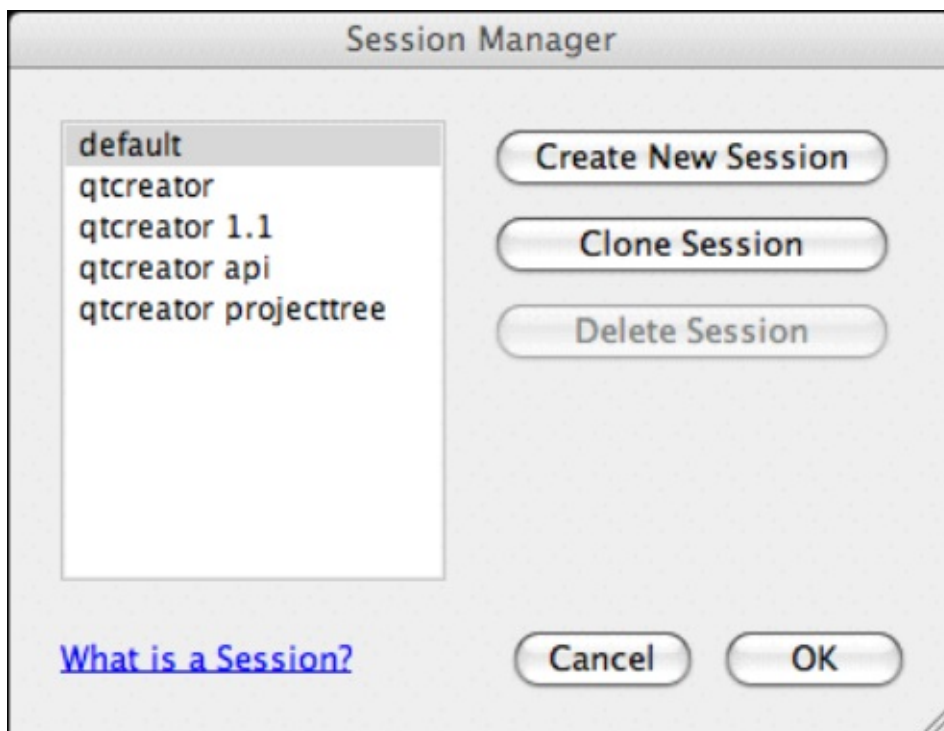 Session Manager
default
qtcreator
qtcreator 1.1
qtcreator api
qtcreator projecttree
Create New Session
Clone Session
Delete Session
What is a Session?
Cancel
OK